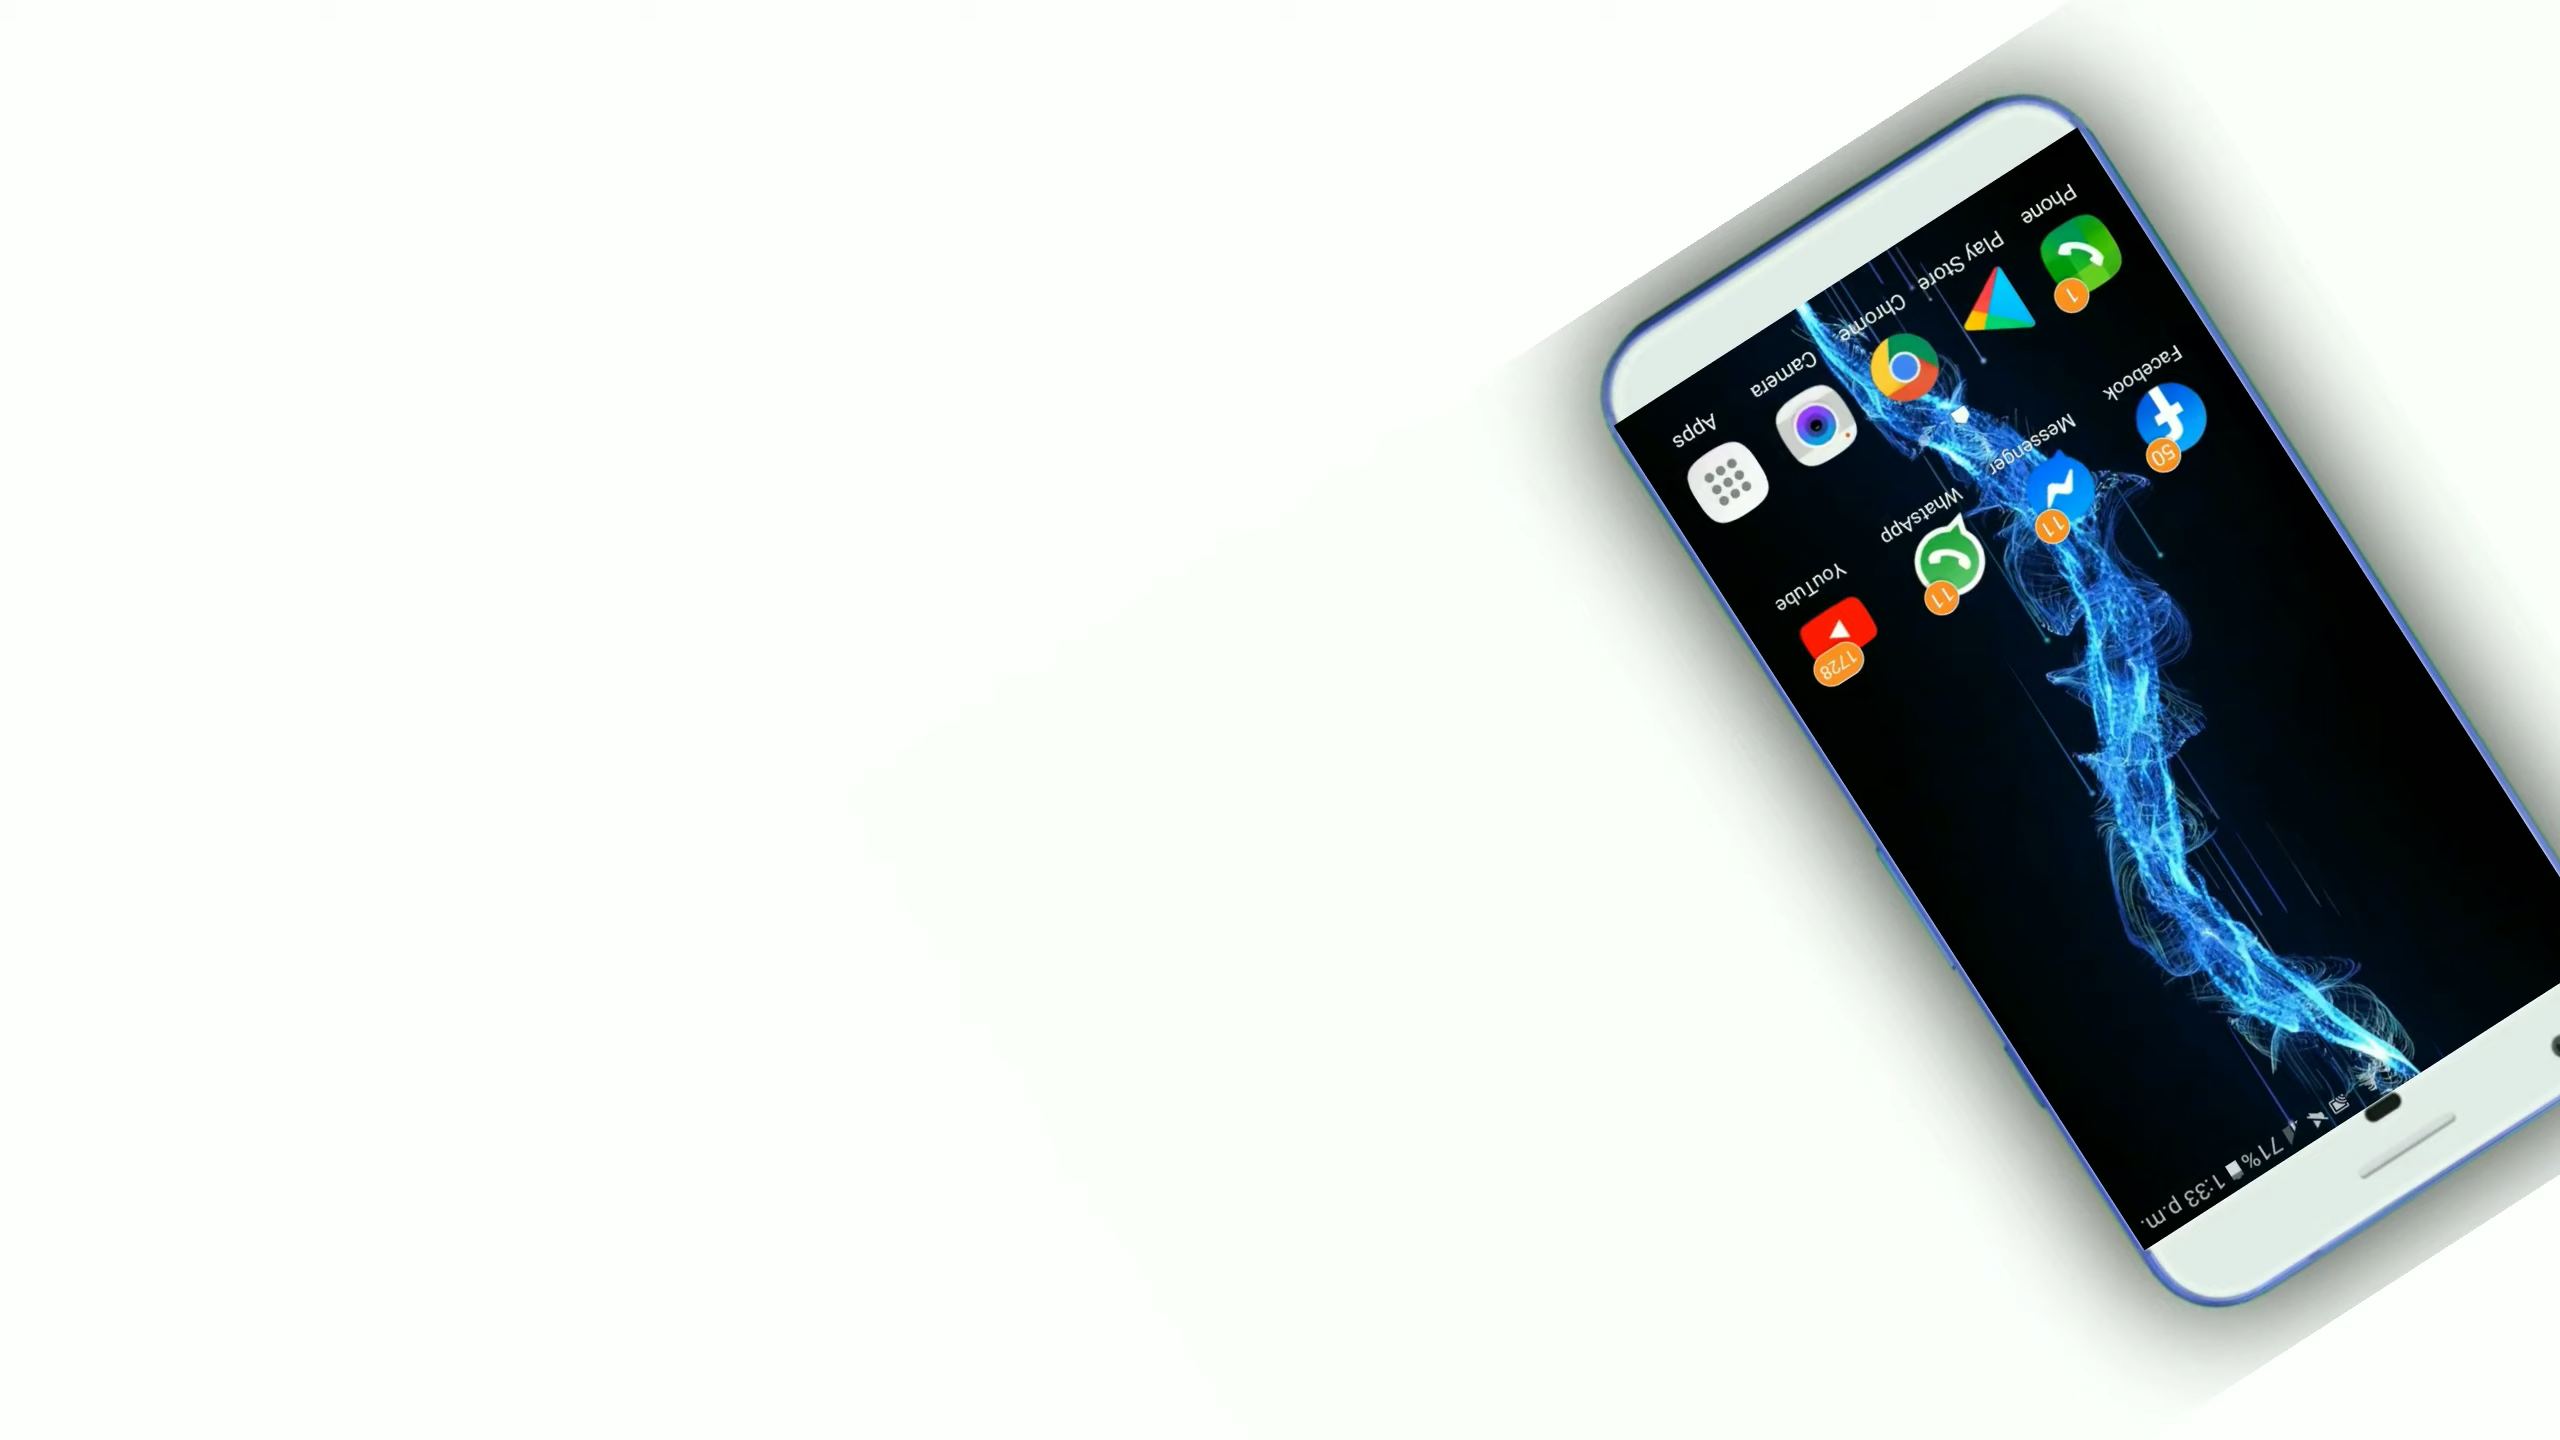 71% 1:33 p.m.
50
11
11
1728
Facebook
Messenger
WhatsApp
YouTube
1
Phone
Play Store
Chrome
Camera
Apps